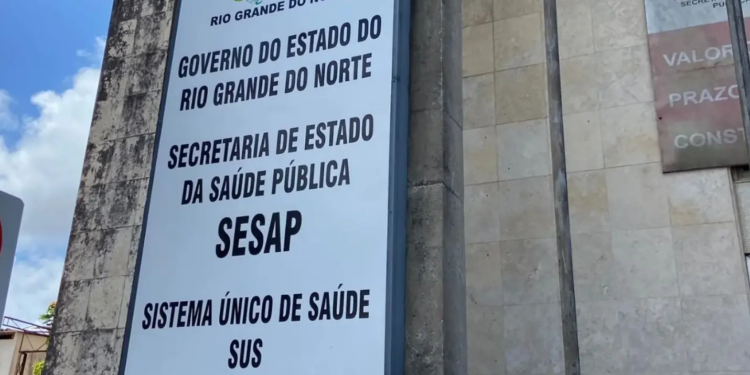 RIO GRANDE DO NORTE
GOVERNO DO ESTADO DO
RIO GRANDE DO NORTE
SECRETARIA DE ESTADO
DA SAÚDE PÚBLICA
SESAP
SISTEMA ÚNICO DE SAÚDE
SUS
VALOR
PRAZO
CONST